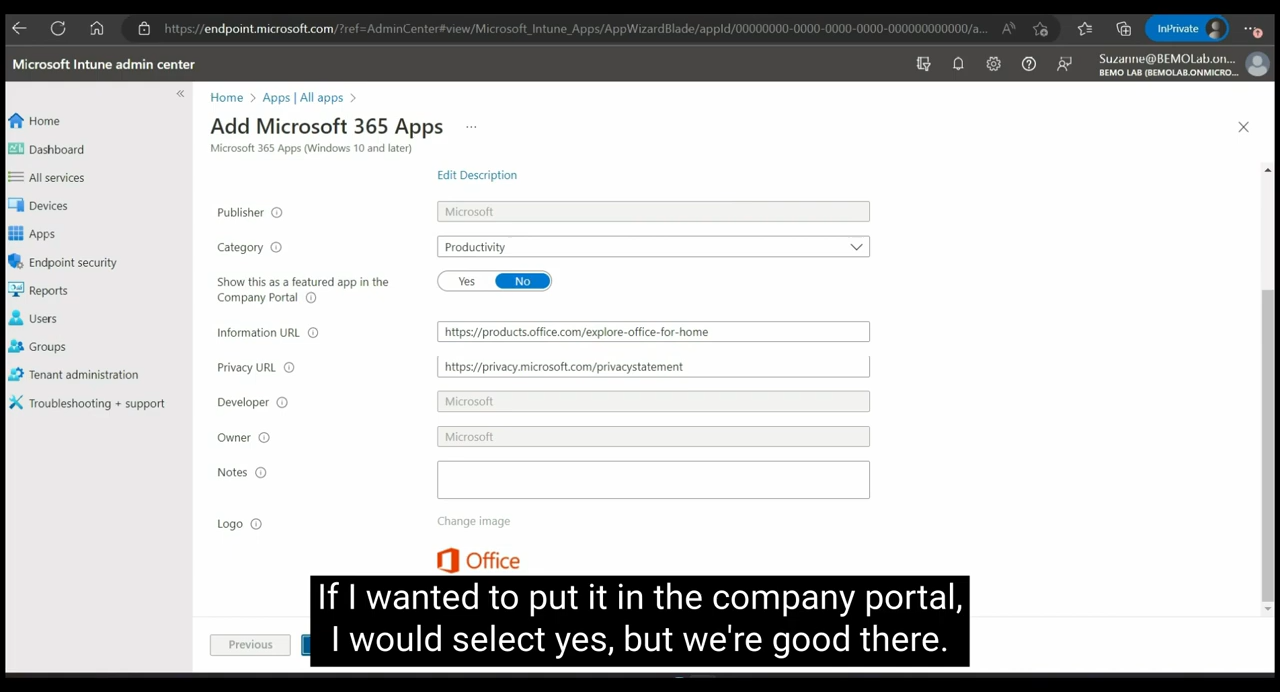 https://endpoint.microsoft.com/?ref=AdminCenter#view/Microsoft_Intune_Apps/AppWizardBlade/appId/00000000-0000-0000-0000-000000000000/a...
InPrivate
Microsoft Intune admin center
Suzanne@BEMOLab.on...
BEMO LAB (BEMOLAB.ONMICRO...
Home > Apps | All apps >
Add Microsoft 365 Apps ...
Microsoft 365 Apps (Windows 10 and later)
Home
Dashboard
All services
Devices
Apps
Endpoint security
Reports
Users
Groups
Tenant administration
Troubleshooting + support
Edit Description
Publisher
Microsoft
Category
Productivity
Show this as a featured app in the
Company Portal
Yes No
Information URL
https://products.office.com/explore-office-for-home
Privacy URL
https://privacy.microsoft.com/privacystatement
Developer
Microsoft
Owner
Microsoft
Notes
Logo
Change image
Office
Previous
If I wanted to put it in the company portal,
I would select yes, but we're good there.